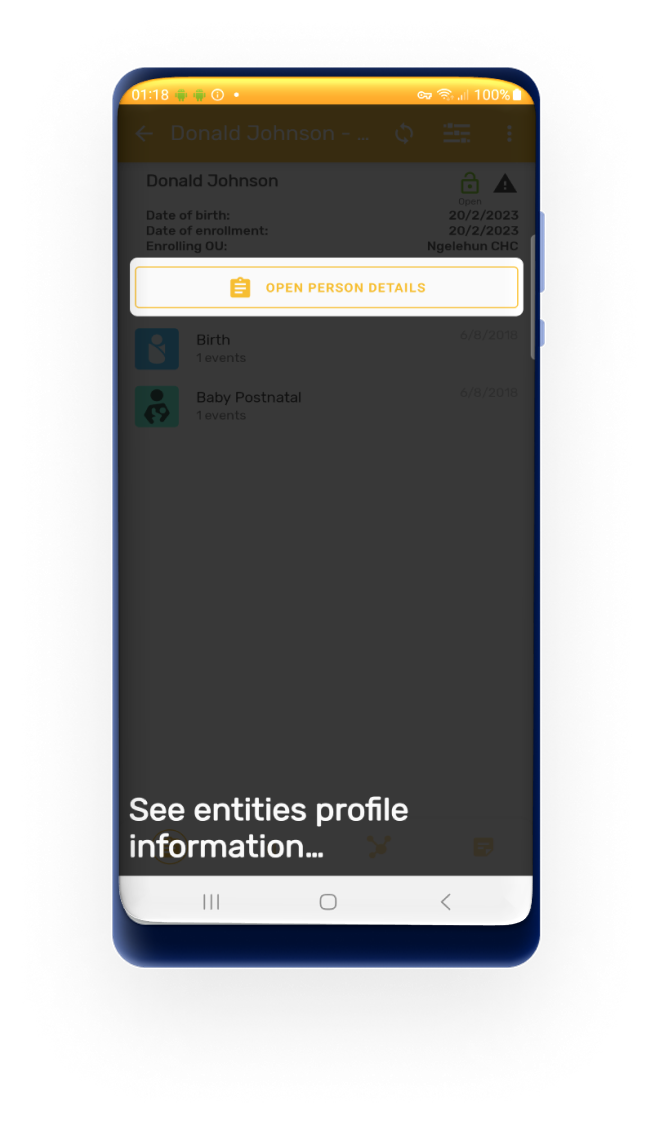 01:18 100%
Donald Johnson - ...
Donald Johnson
Open
Date of birth: 20/2/2023
Date of enrollment: 20/2/2023
Enrolling OU: Ngelehun CHC
OPEN PERSON DETAILS
Birth 6/8/2018
1 events
Baby Postnatal 6/8/2018
1 events
See entities profile
information...